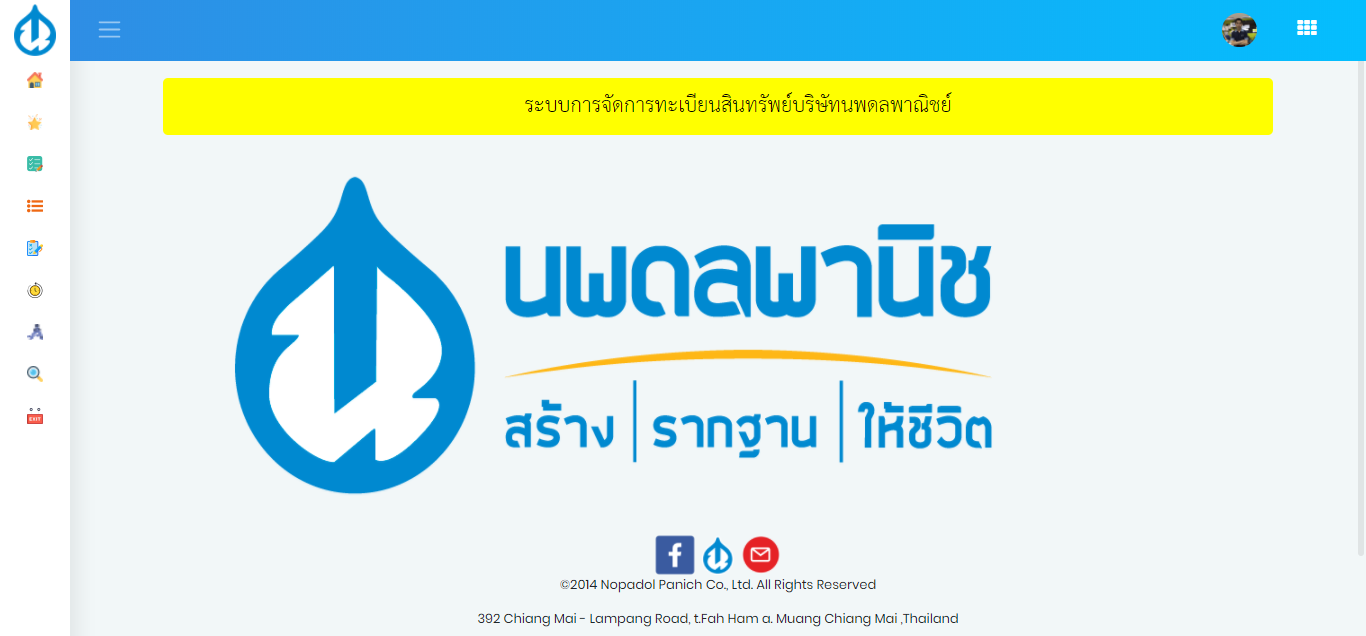 ระบบการจัดการทะเบียนสินทรัพย์บริษัทนพดลพาณิชย์
นพดลพานิช
สร้าง | รากฐาน | ให้ชีวิต
EXIT
©2014 Nopadol Panich Co., Ltd. All Rights Reserved
392 Chiang Mai - Lampang Road, t.Fah Ham a. Muang Chiang Mai ,Thailand